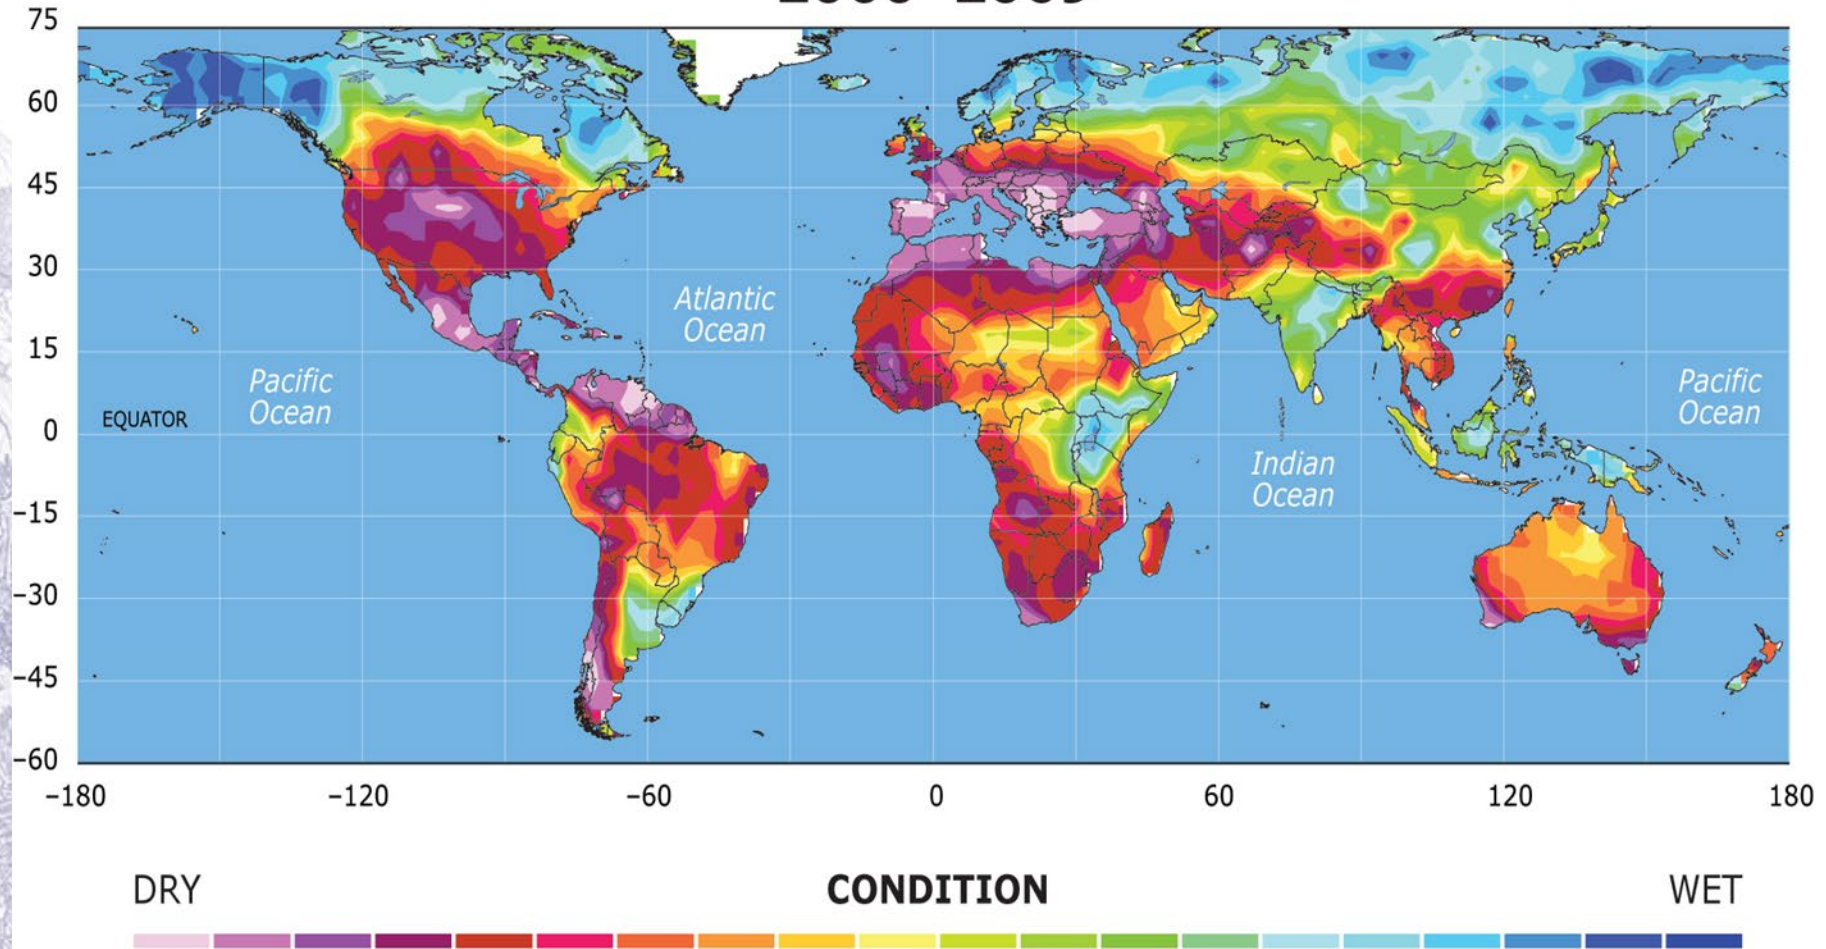 75
60
45
30
Atlantic
Ocean
15
Pacific
Ocean
Pacific
Ocean
EQUATOR
0
Indian
Ocean
−15
−30
−45
−60
−180 −120 −60 0 60 120 180
DRY CONDITION WET